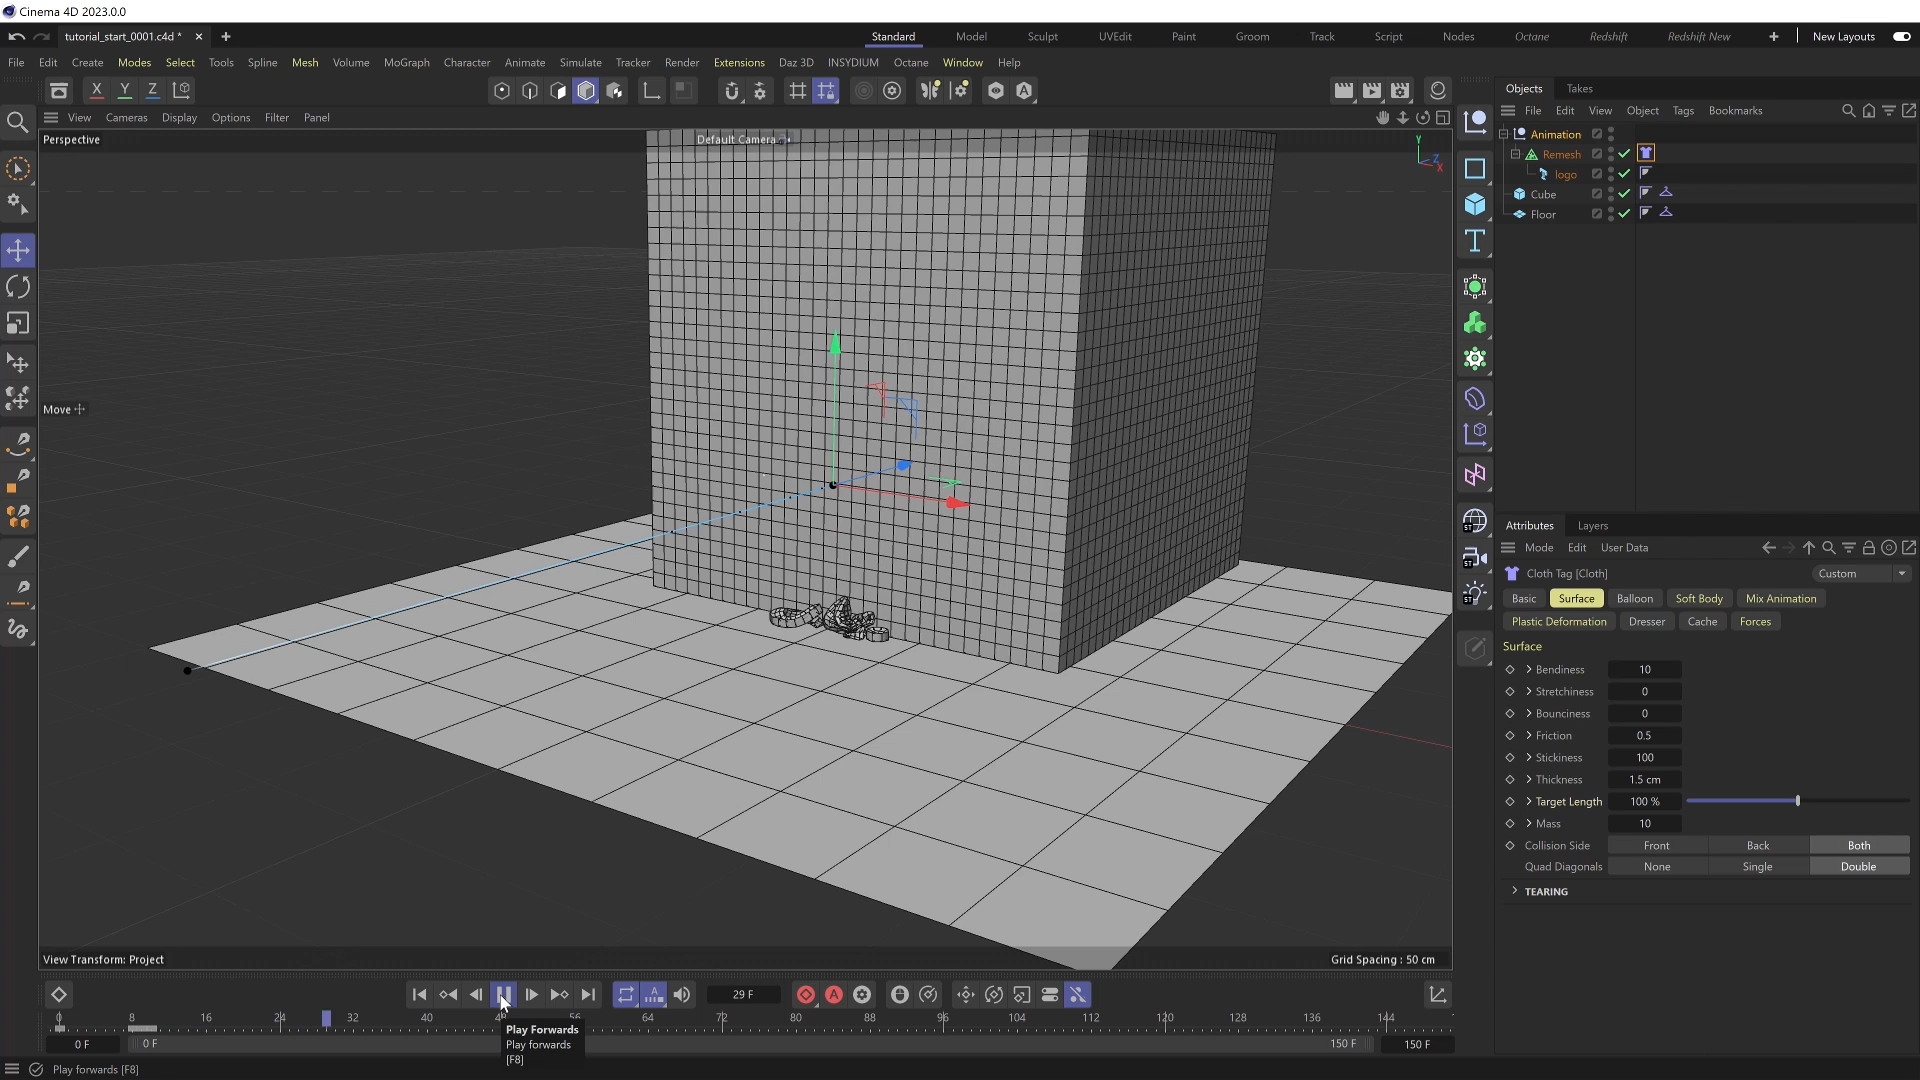 Cinema 4D 2023.0.0
tutorial_start_0001.c4d *
Standard Model Sculpt UVEdit Paint Groom Track Script Nodes Octane Redshift Redshift New New Layouts
File Edit Create Modes Select Tools Spline Mesh Volume MoGraph Character Animate Simulate Tracker Render Extensions Daz 3D INSYDIUM Octane Window Help
X Y Z
Objects Takes
File Edit View Object Tags Bookmarks
View Cameras Display Options Filter Panel
Perspective
Default Camera
Y
Z
X
Animation
Remesh
logo
Cube
Floor
Move
Attributes Layers
Mode Edit User Data
Cloth Tag [Cloth]
Custom
Basic Surface Balloon Soft Body Mix Animation
Plastic Deformation Dresser Cache Forces
Surface
Bendiness 10
Stretchiness 0
Bounciness 0
Friction 0.5
Stickiness 100
Thickness 1.5 cm
Target Length 100 %
Mass 10
Collision Side Front Back Both
Quad Diagonals None Single Double
TEARING
View Transform: Project
Grid Spacing : 50 cm
29 F
0 8 16 24 32 40 48 56 64 72 80 88 96 104 112 120 128 136 144
0 F
0 F
150 F
150 F
Play Forwards
Play forwards
[F8]
Play forwards [F8]